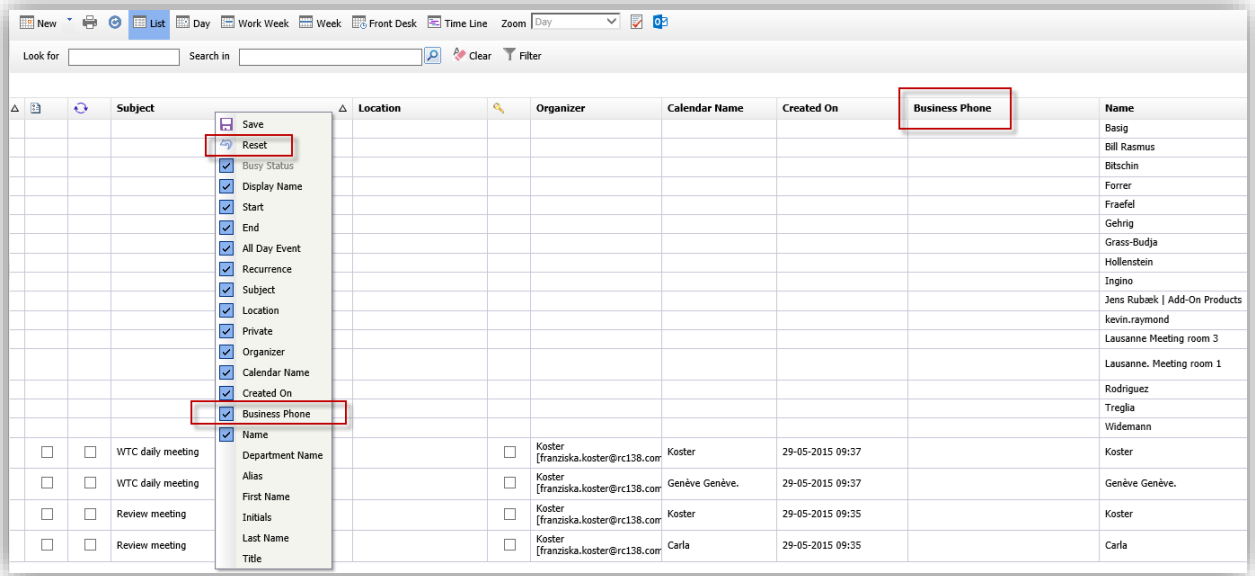 New List Day Work Week Week Front Desk Time Line Zoom Day
Look for Search in Clear Filter
Subject Location Organizer Calendar Name Created On Business Phone Name
Save
Reset
Busy Status
Display Name
Start
End
All Day Event
Recurrence
Subject
Location
Private
Organizer
Calendar Name
Created On
Business Phone
Name
Department Name
Alias
First Name
Initials
Last Name
Title
Basig
Bill Rasmus
Bitschin
Forrer
Fraefel
Gehrig
Grass-Budja
Hollenstein
Ingino
Jens Rubæk | Add-On Products
kevin.raymond
Lausanne Meeting room 3
Lausanne. Meeting room 1
Rodriguez
Treglia
Widemann
WTC daily meeting Koster [franziska.koster@rc138.com Koster 29-05-2015 09:37 Koster
WTC daily meeting Koster [franziska.koster@rc138.com Genève Genève. 29-05-2015 09:37 Genève Genève.
Review meeting Koster [franziska.koster@rc138.com Koster 29-05-2015 09:35 Koster
Review meeting Koster [franziska.koster@rc138.com Carla 29-05-2015 09:35 Carla